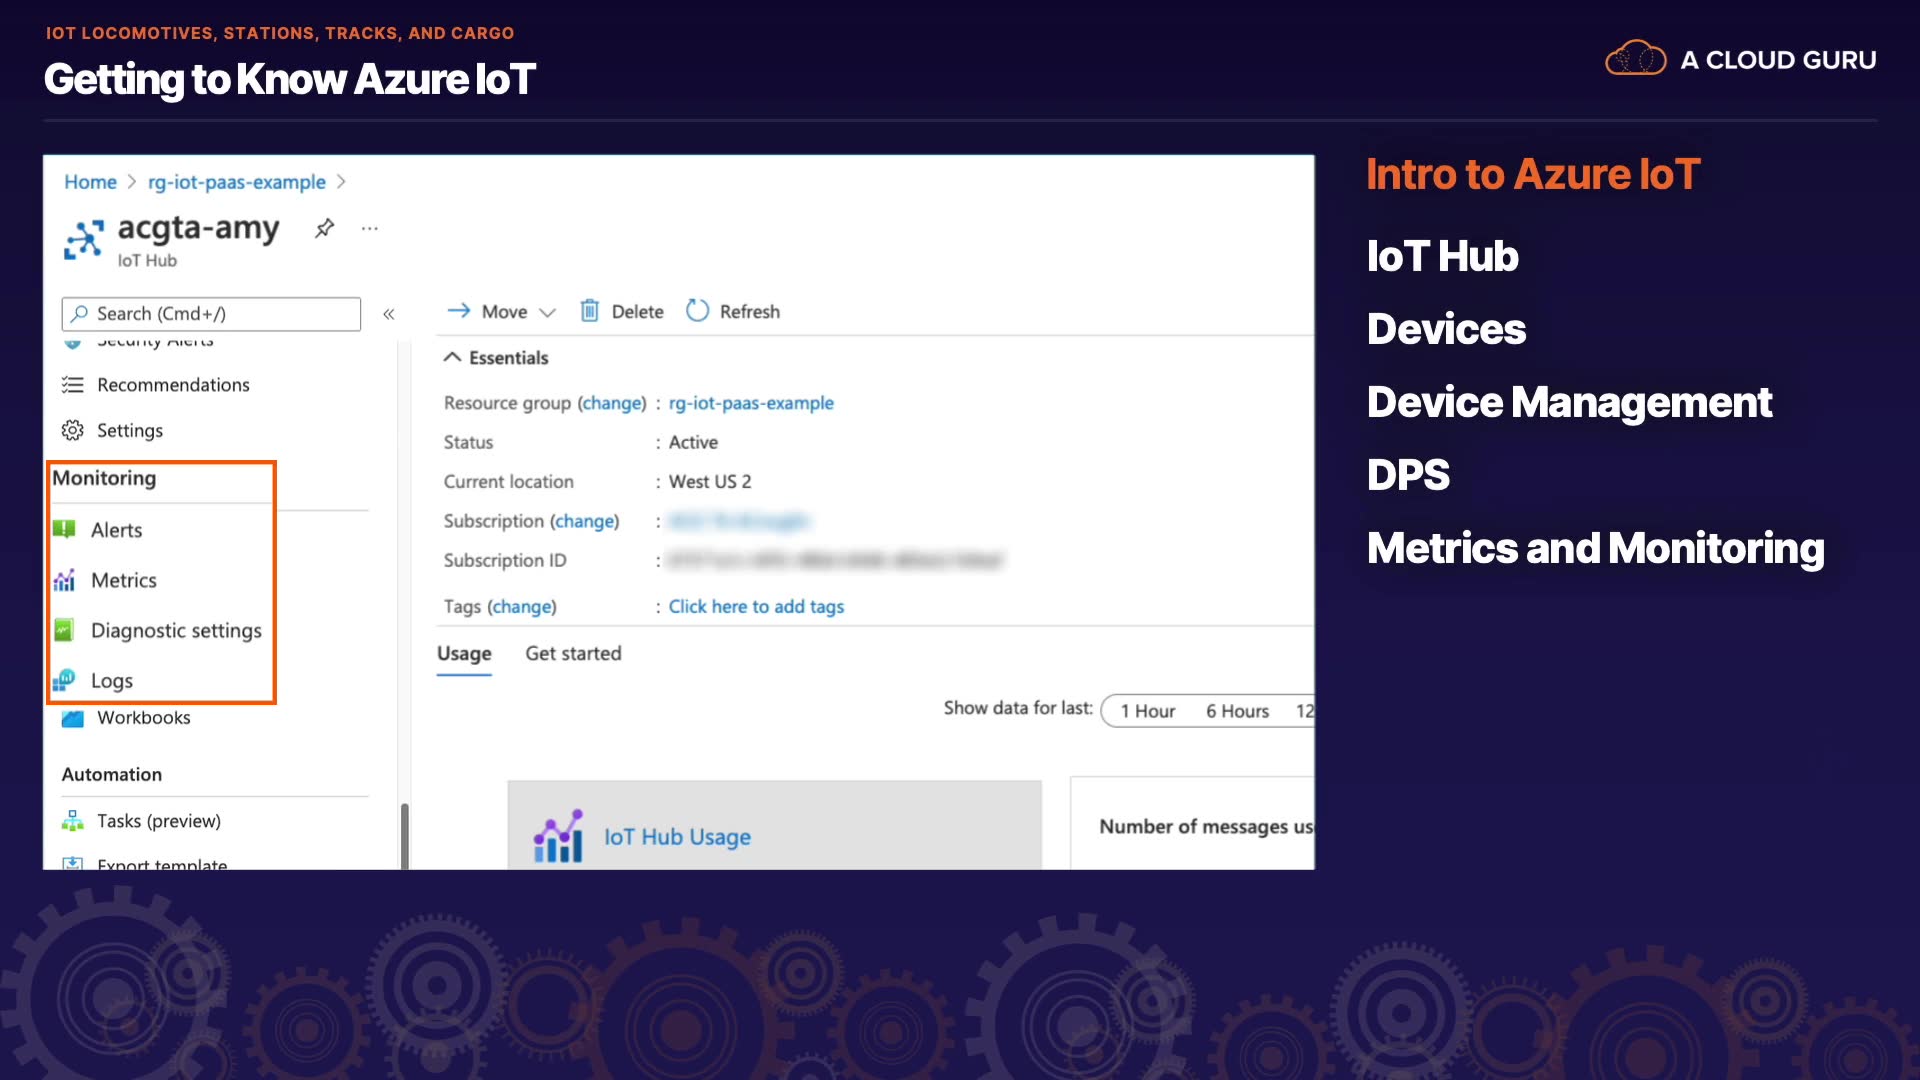 IOT LOCOMOTIVES, STATIONS, TRACKS, AND CARGO
Getting to Know Azure IoT
A CLOUD GURU
Home > rg-iot-paas-example >
acgta-amy
IoT Hub
Search (Cmd+/)
«
Security Alerts
Recommendations
Settings
Monitoring
Alerts
Metrics
Diagnostic settings
Logs
Workbooks
Automation
Tasks (preview)
Export template
Move
Delete
Refresh
Essentials
Resource group (change) : rg-iot-paas-example
Status : Active
Current location : West US 2
Subscription (change) :
Subscription ID :
Tags (change) : Click here to add tags
Usage
Get started
Show data for last: 1 Hour 6 Hours 12
IoT Hub Usage
Number of messages us
Intro to Azure IoT
IoT Hub
Devices
Device Management
DPS
Metrics and Monitoring